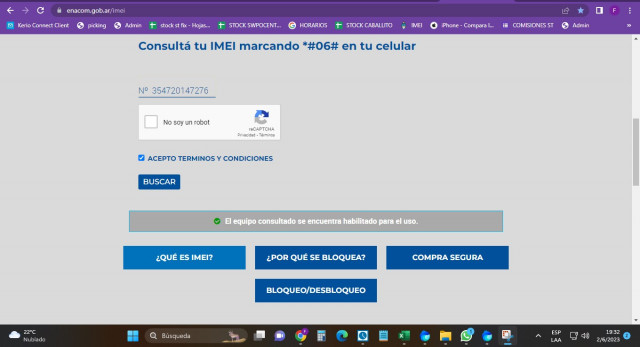 enacom.gob.ar/imei
F
Kerio Connect Client picking Admin stock st fix - Hojas... STOCK SWPOCENT... HORARIOS STOCK CABALLITO IMEI iPhone - Compara l... COMISIONES ST Admin »
Consultá tu IMEI marcando *#06# en tu celular
Nº 354720147276
No soy un robot
reCAPTCHA
Privacidad - Términos
ACEPTO TERMINOS Y CONDICIONES
BUSCAR
El equipo consultado se encuentra habilitado para el uso.
¿QUÉ ES IMEI? ¿POR QUÉ SE BLOQUEA? COMPRA SEGURA
BLOQUEO/DESBLOQUEO
22°C
Nublado
Búsqueda
ESP
LAA
19:32
2/6/2023